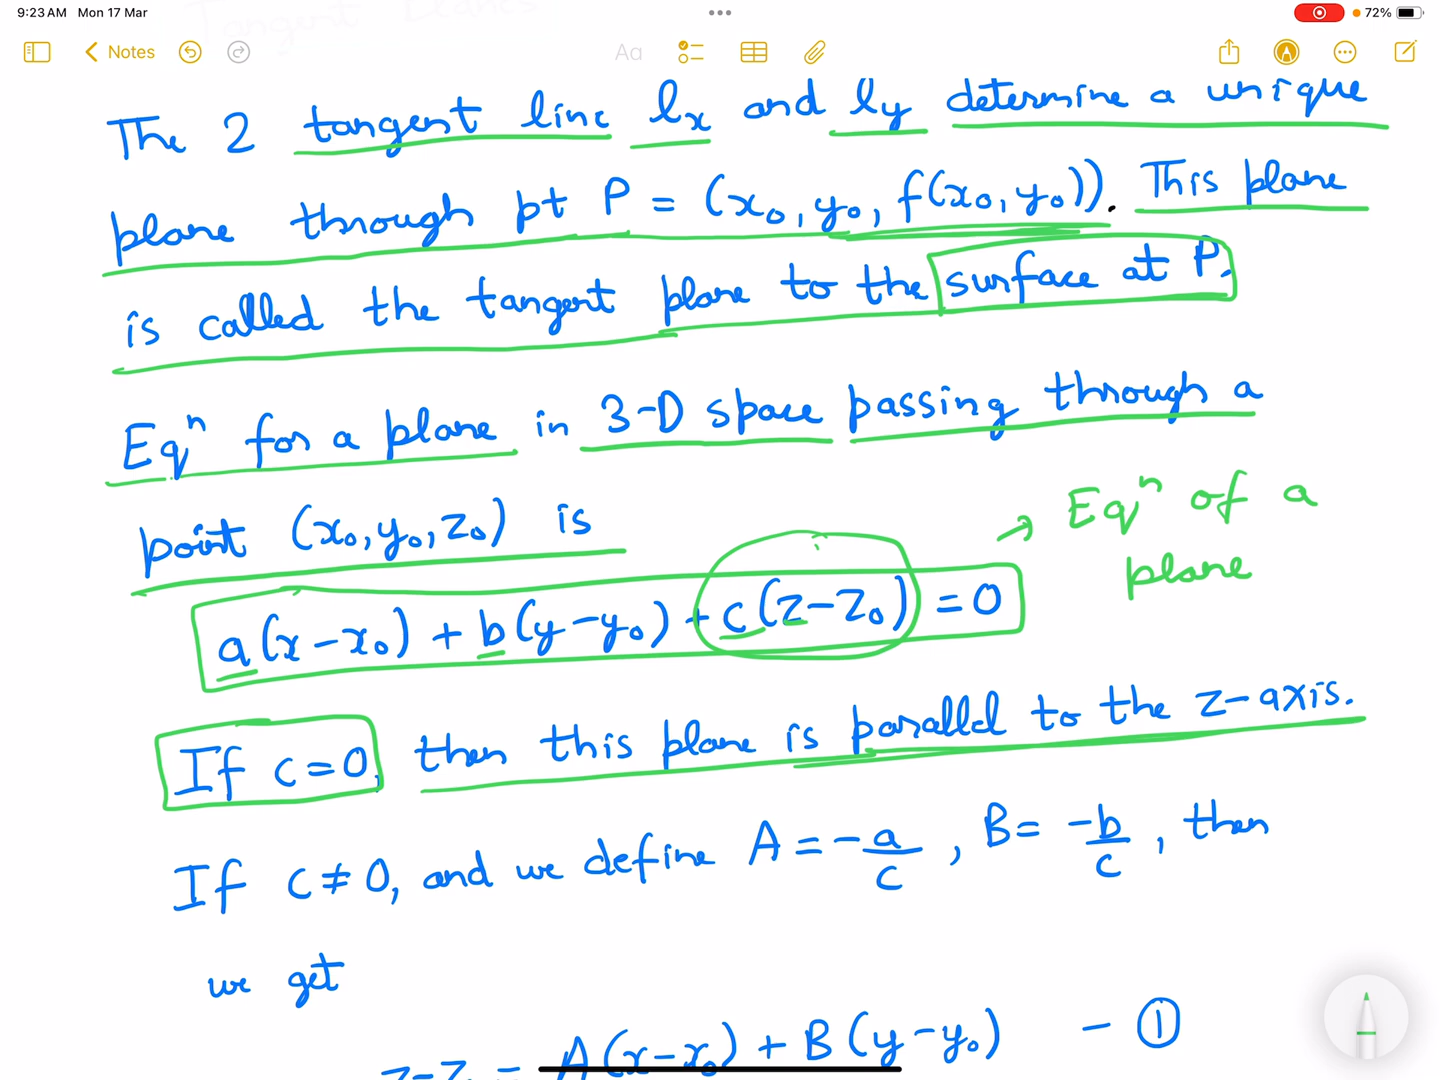 9:23 AM Mon 17 Mar
72%
Notes
Aa
The 2 tangent line lx and ly determine a unique
plane through pt P = (x₀, y₀, f(x₀, y₀)). This plane
is called the tangent plane to the surface at P.
Eqⁿ for a plane in 3-D space passing through a
point (x₀, y₀, z₀) is
→ Eqⁿ of a
plane
a(x-x₀) + b(y-y₀) + c(z-z₀) = 0
If c=0, then this plane is parallel to the z-axis.
If c≠0, and we define A = -a/c, B = -b/c, then
we get
z-z₀ = A(x-x₀) + B(y-y₀) - ①